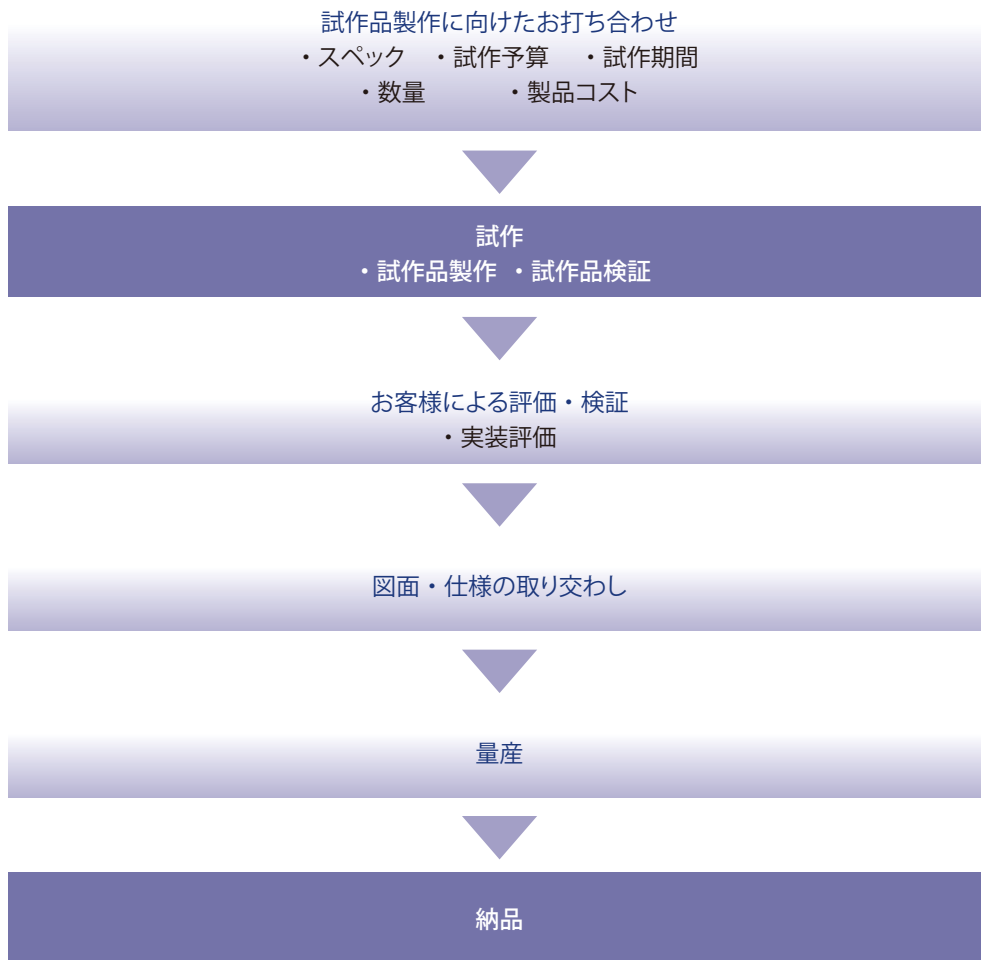 試作品製作に向けたお打ち合わせ
・スペック ・試作予算 ・試作期間
・数量 ・製品コスト
試作
・試作品製作 ・試作品検証
お客様による評価・検証
・実装評価
図面・仕様の取り交わし
量産
納品